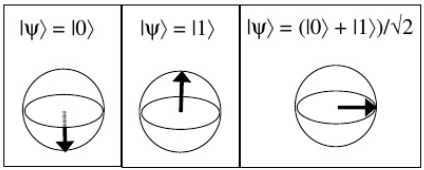 |ψ⟩ = |0⟩
|ψ⟩ = |1⟩
|ψ⟩ = (|0⟩ + |1⟩)/√2